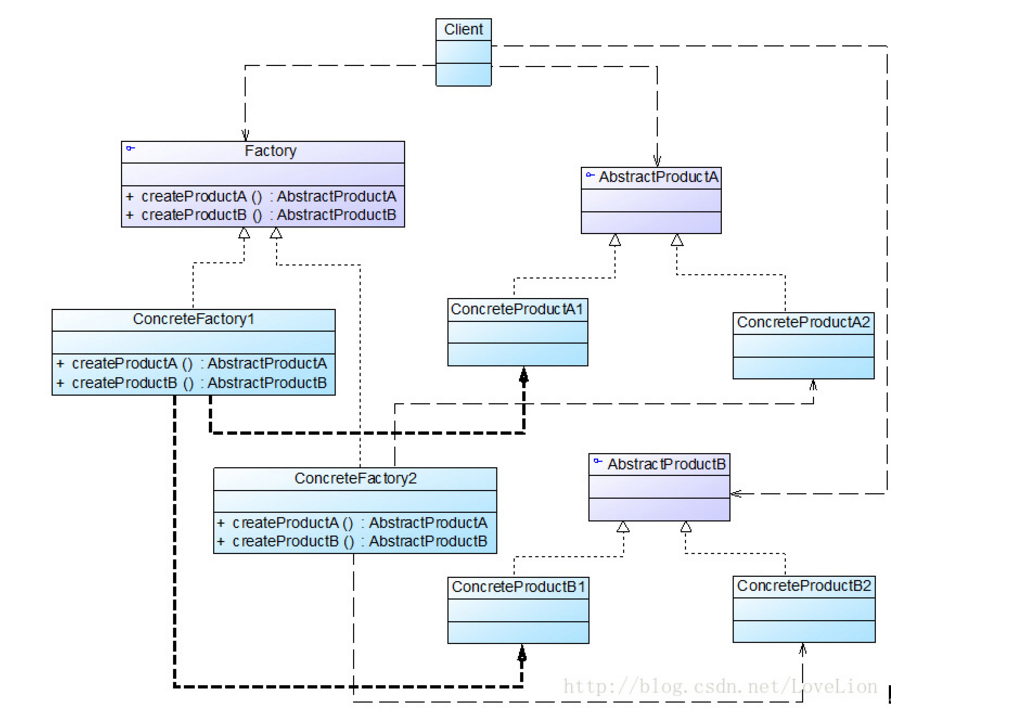 Client
Factory
+ createProductA () : AbstractProductA
+ createProductB () : AbstractProductB
AbstractProductA
ConcreteFactory1
+ createProductA () : AbstractProductA
+ createProductB () : AbstractProductB
ConcreteProductA1
ConcreteProductA2
ConcreteFactory2
+ createProductA () : AbstractProductA
+ createProductB () : AbstractProductB
AbstractProductB
ConcreteProductB1
ConcreteProductB2
http://blog.csdn.net/LoveLion